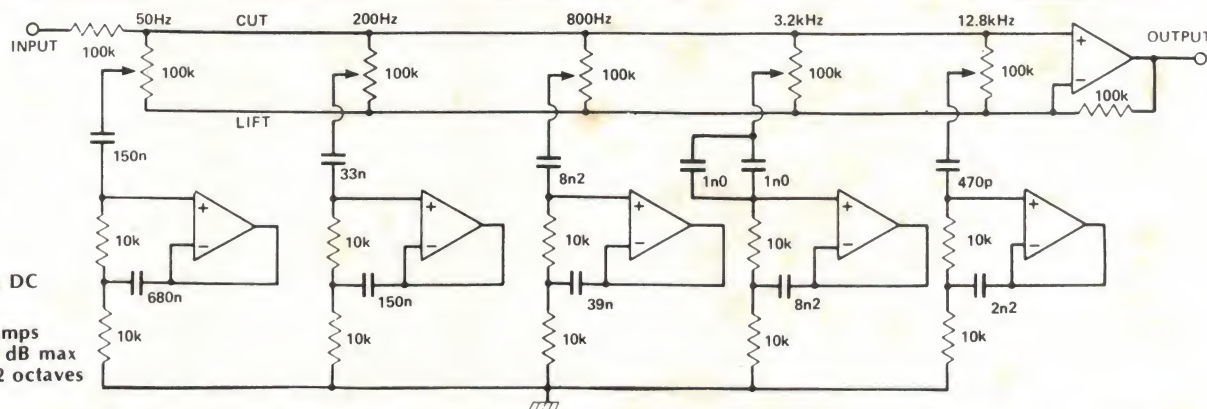 50Hz CUT 200Hz 800Hz 3.2kHz 12.8kHz
INPUT 100k OUTPUT
+
−
100k 100k 100k 100k 100k
100k
LIFT
150n 33n 8n2 1n0 1n0 470p
+ + + + +
10k 10k 10k 10k 10k
− − − − −
DC
680n 150n 39n 8n2 2n2
mps
dB max
2 octaves
10k 10k 10k 10k 10k